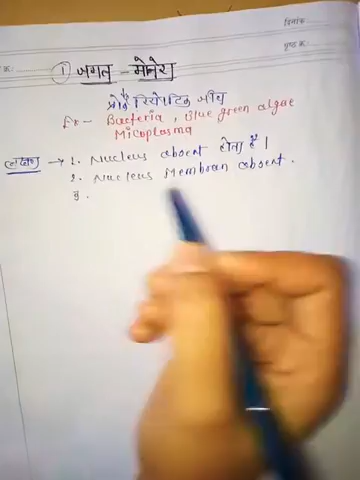 दिनांक
पृष्ठ क्र.
① जगत - मोनेरा
प्रोकैरियोटिक जीव
Ex- Bacteria, Blue green algae
Micoplasma
लक्षण → 1. Nucleus absent होता है।
2. Nucleus Membran absent.
3.